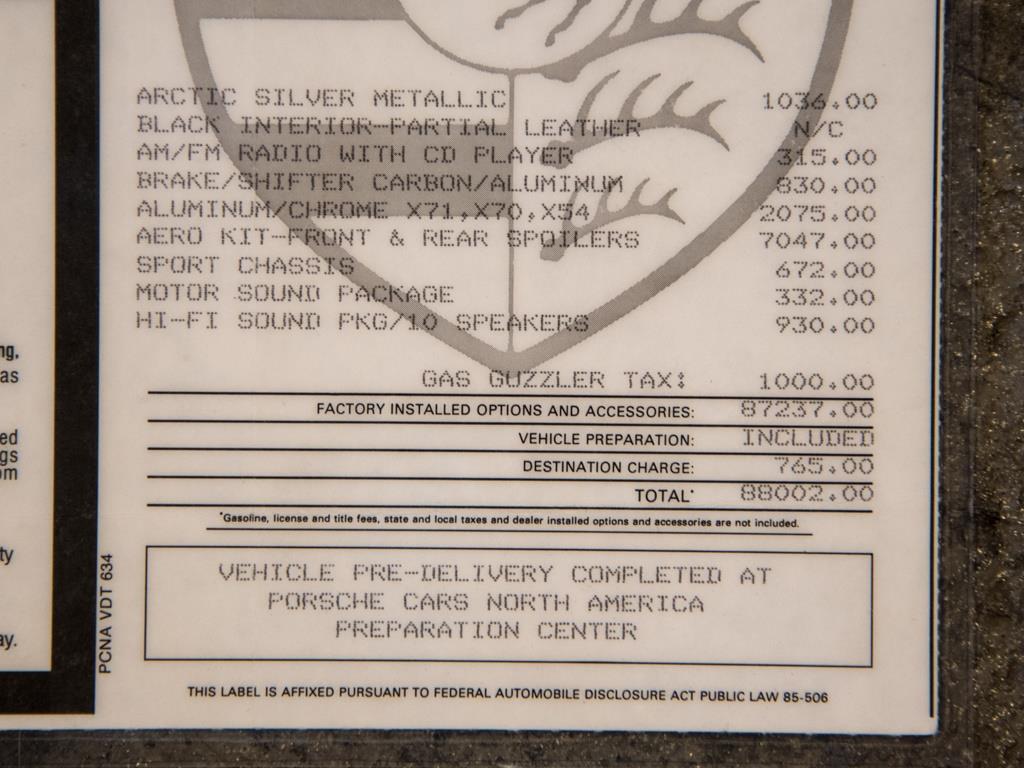 ARCTIC SILVER METALLIC 1036.00
BLACK INTERIOR-PARTIAL LEATHER N/C
AM/FM RADIO WITH CD PLAYER 315.00
BRAKE/SHIFTER CARBON/ALUMINUM 830.00
ALUMINUM/CHROME X71,X70,X54 2075.00
AERO KIT-FRONT & REAR SPOILERS 7047.00
SPORT CHASSIS 672.00
MOTOR SOUND PACKAGE 332.00
HI-FI SOUND PKG/10 SPEAKERS 930.00
GAS GUZZLER TAX: 1000.00
FACTORY INSTALLED OPTIONS AND ACCESSORIES: 87237.00
VEHICLE PREPARATION: INCLUDED
DESTINATION CHARGE: 765.00
TOTAL* 88002.00
*Gasoline, license and title fees, state and local taxes and dealer installed options and accessories are not included.
VEHICLE PRE-DELIVERY COMPLETED AT
PORSCHE CARS NORTH AMERICA
PREPARATION CENTER
THIS LABEL IS AFFIXED PURSUANT TO FEDERAL AUTOMOBILE DISCLOSURE ACT PUBLIC LAW 85-506
PCNA VDT 634
ng,
as
ed
gs
om
ty
ay.